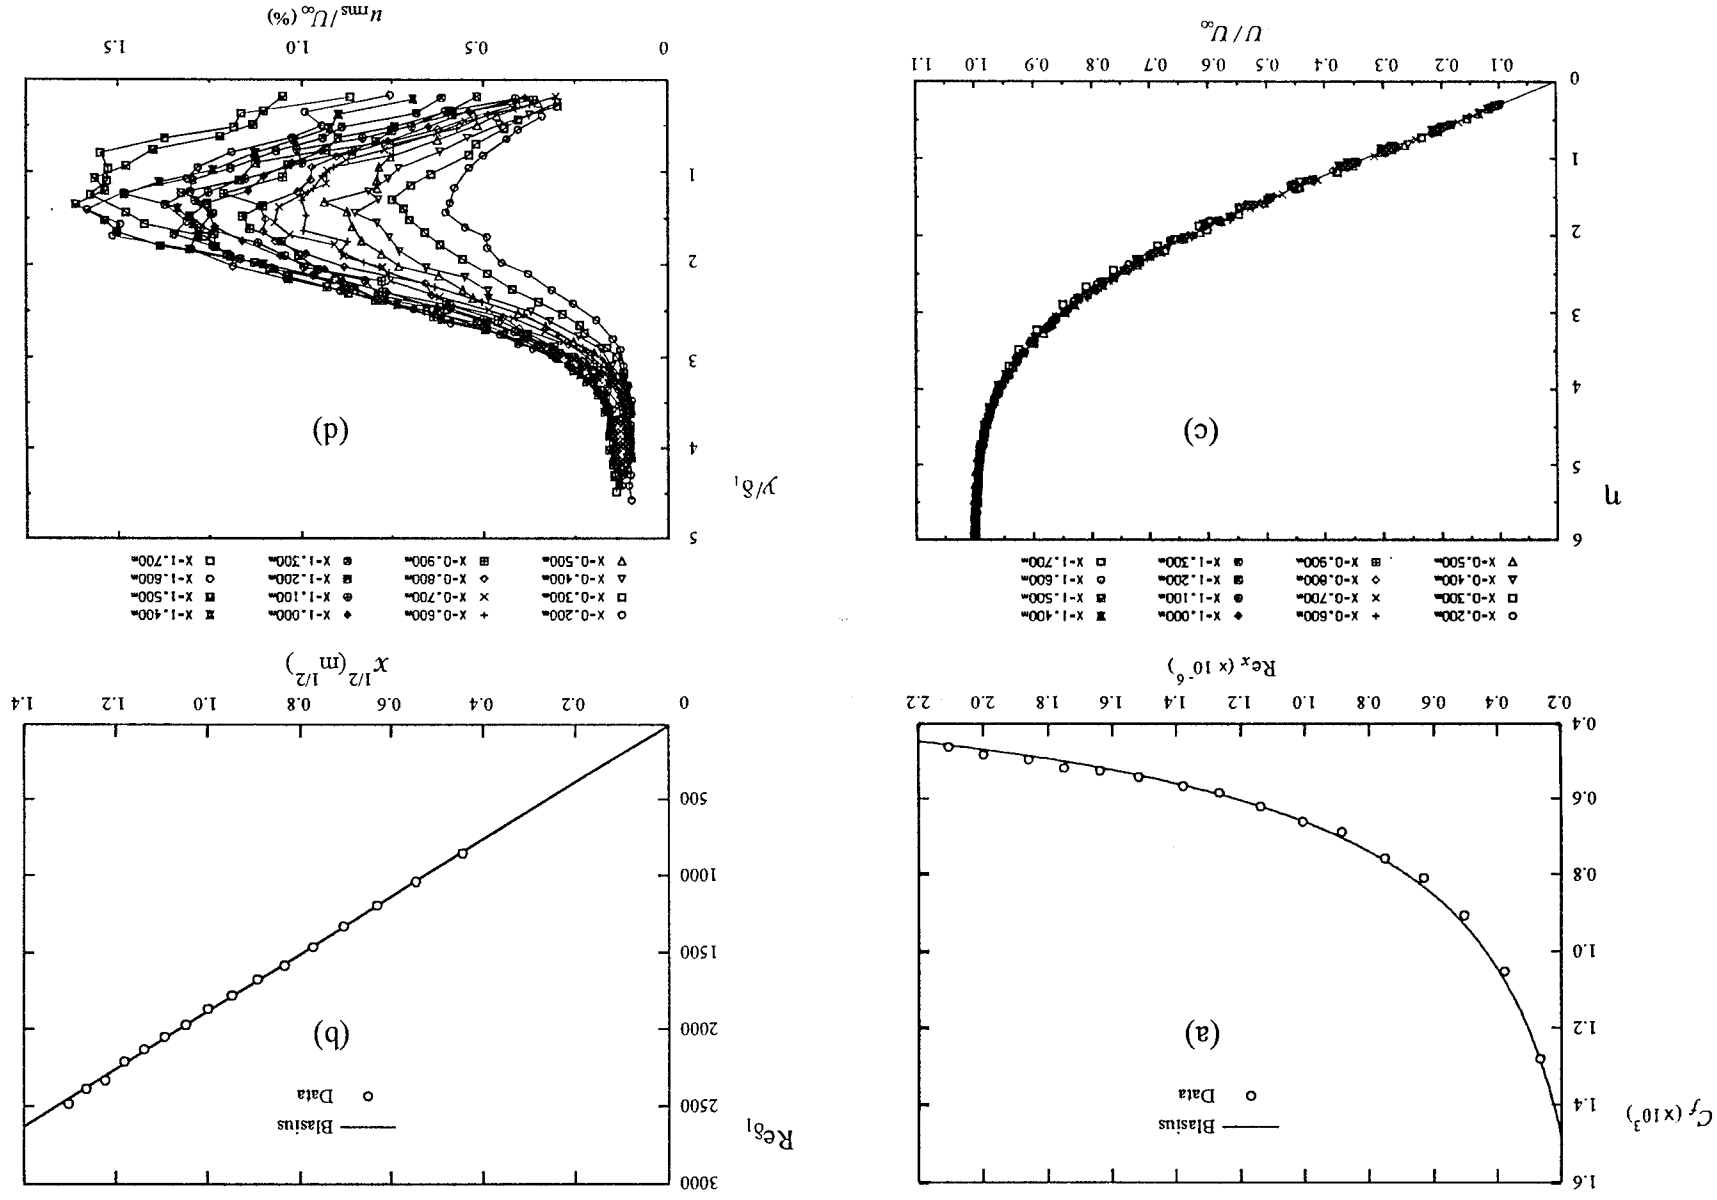 C_f (x10³)
1.6
1.4
1.2
1.0
0.8
0.6
0.4
Blasius
Data
(a)
0.2 0.4 0.6 0.8 1.0 1.2 1.4 1.6 1.8 2.0 2.2
Re_x (x 10⁻⁶)
Re_δ₁
3000
2500
2000
1500
1000
500
0
Blasius
Data
(b)
0.2 0.4 0.6 0.8 1.0 1.2 1.4
x^1/2 (m^1/2)
X=0.200m X=0.600m X=1.000m X=1.400m
X=0.300m X=0.700m X=1.100m X=1.500m
X=0.400m X=0.800m X=1.200m X=1.600m
X=0.500m X=0.900m X=1.300m X=1.700m
η
6
5
4
3
2
1
0
(c)
0.1 0.2 0.3 0.4 0.5 0.6 0.7 0.8 0.9 1.0 1.1
U/U∞
X=0.200m X=0.600m X=1.000m X=1.400m
X=0.300m X=0.700m X=1.100m X=1.500m
X=0.400m X=0.800m X=1.200m X=1.600m
X=0.500m X=0.900m X=1.300m X=1.700m
y/δ₁
5
4
3
2
1
(d)
0 0.5 1.0 1.5
u_rms/U∞ (%)